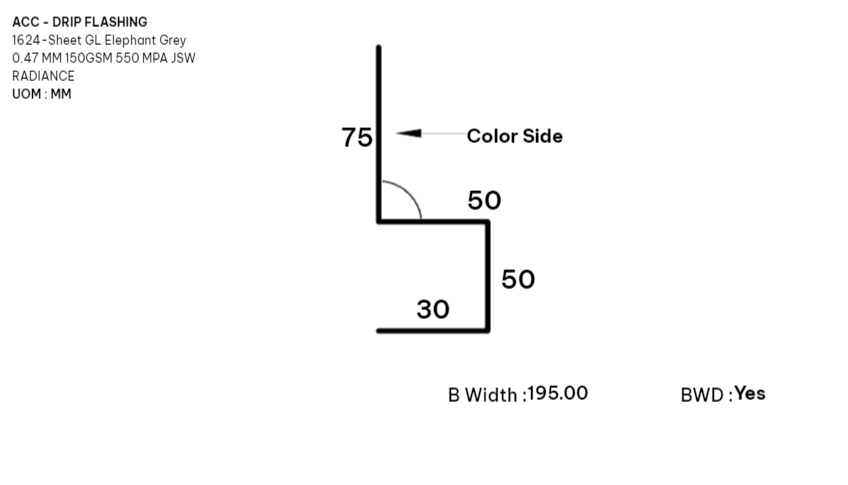 ACC - DRIP FLASHING
1624-Sheet GL Elephant Grey
0.47 MM 150GSM 550 MPA JSW
RADIANCE
UOM : MM
75
Color Side
50
50
30
B Width :195.00
BWD :Yes